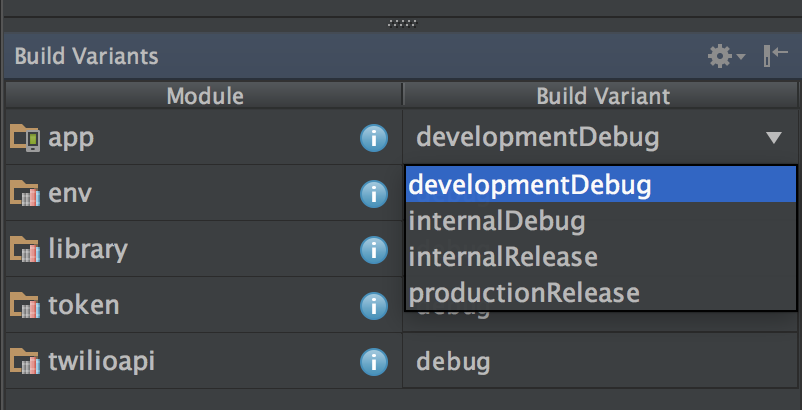 Build Variants
Module Build Variant
app developmentDebug
developmentDebug
env
internalDebug
library
internalRelease
productionRelease
token debug
twilioapi debug